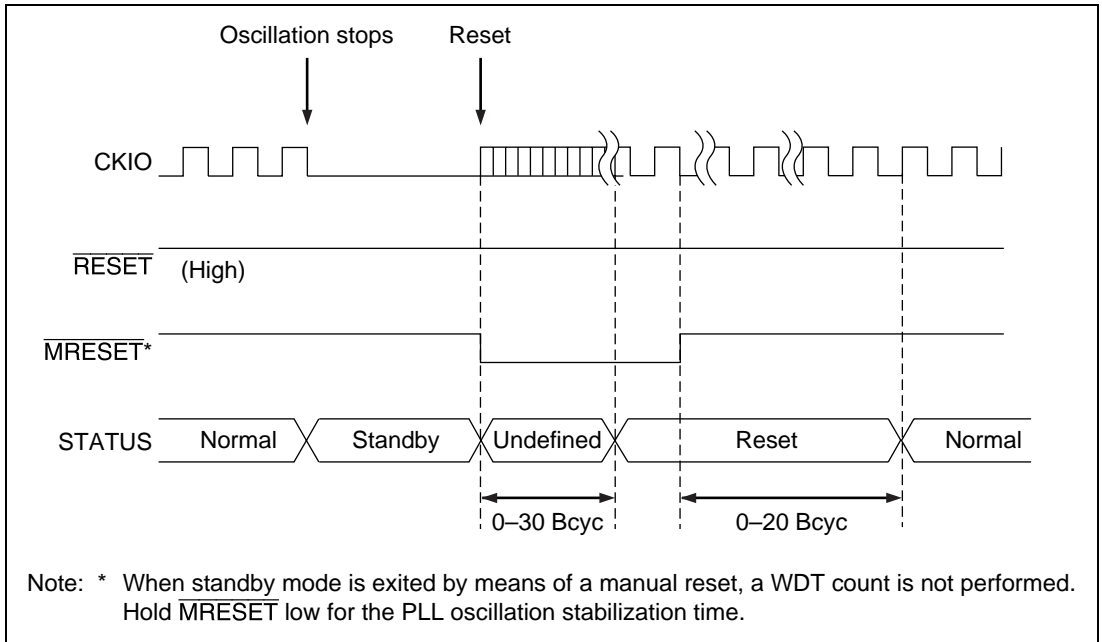 Oscillation stops Reset
CKIO
RESET (High)
MRESET*
STATUS Normal Standby Undefined Reset Normal
0–30 Bcyc 0–20 Bcyc
Note: * When standby mode is exited by means of a manual reset, a WDT count is not performed.
Hold MRESET low for the PLL oscillation stabilization time.